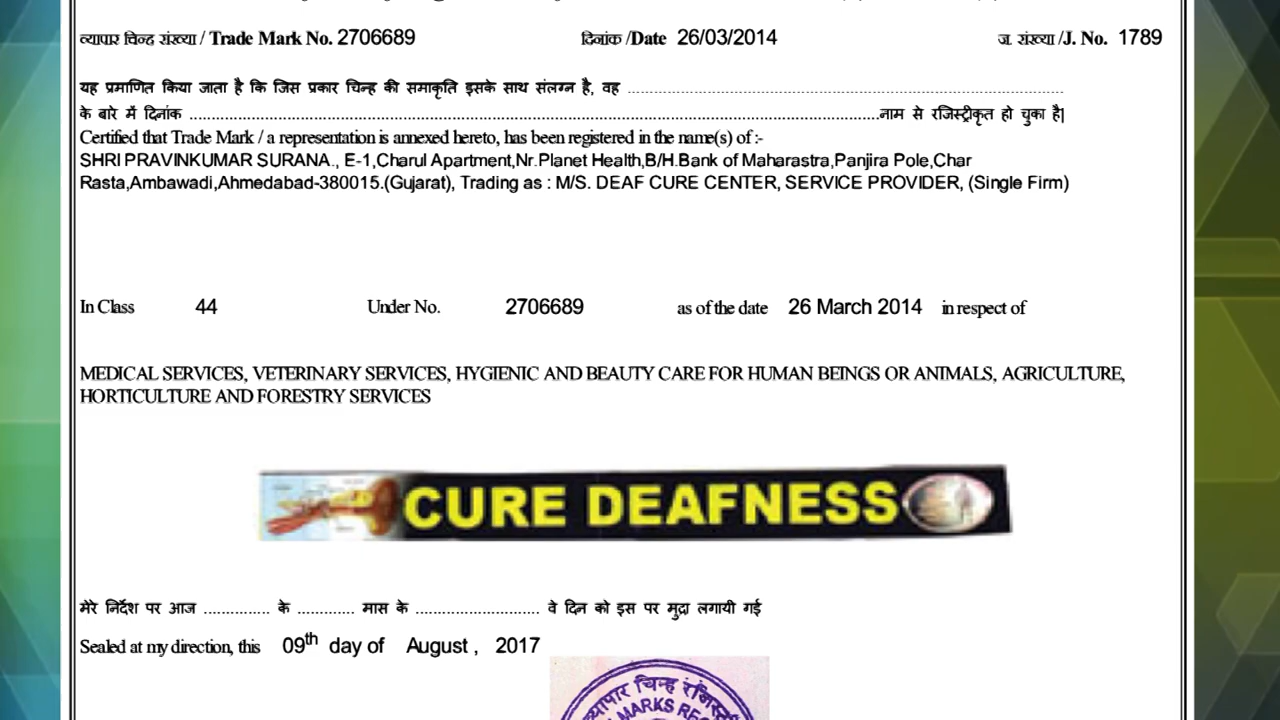 व्यापार चिन्ह संख्या / Trade Mark No. 2706689 दिनांक /Date 26/03/2014 ज. संख्या /J. No. 1789
यह प्रमाणित किया जाता है कि जिस प्रकार चिन्ह की समाकृति इसके साथ संलग्न है, वह ..........
के बारे में दिनांक ..........नाम से रजिस्ट्रीकृत हो चुका है|
Certified that Trade Mark / a representation is annexed hereto, has been registered in the name(s) of :-
SHRI PRAVINKUMAR SURANA., E-1,Charul Apartment,Nr.Planet Health,B/H.Bank of Maharastra,Panjira Pole,Char
Rasta,Ambawadi,Ahmedabad-380015.(Gujarat), Trading as : M/S. DEAF CURE CENTER, SERVICE PROVIDER, (Single Firm)
In Class 44 Under No. 2706689 as of the date 26 March 2014 in respect of
MEDICAL SERVICES, VETERINARY SERVICES, HYGIENIC AND BEAUTY CARE FOR HUMAN BEINGS OR ANIMALS, AGRICULTURE,
HORTICULTURE AND FORESTRY SERVICES
CURE DEAFNESS
मेरे निर्देश पर आज .............. के ............ मास के .......................... वे दिन को इस पर मुद्रा लगायी गई
Sealed at my direction, this 09th day of August , 2017
व्यापार चिन्ह रजिस्ट्री
MARKS